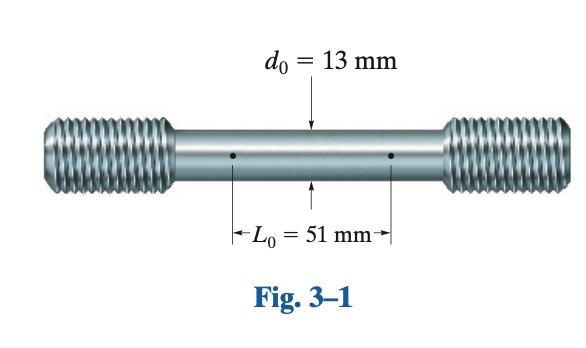 d₀ = 13 mm
L₀ = 51 mm
Fig. 3–1